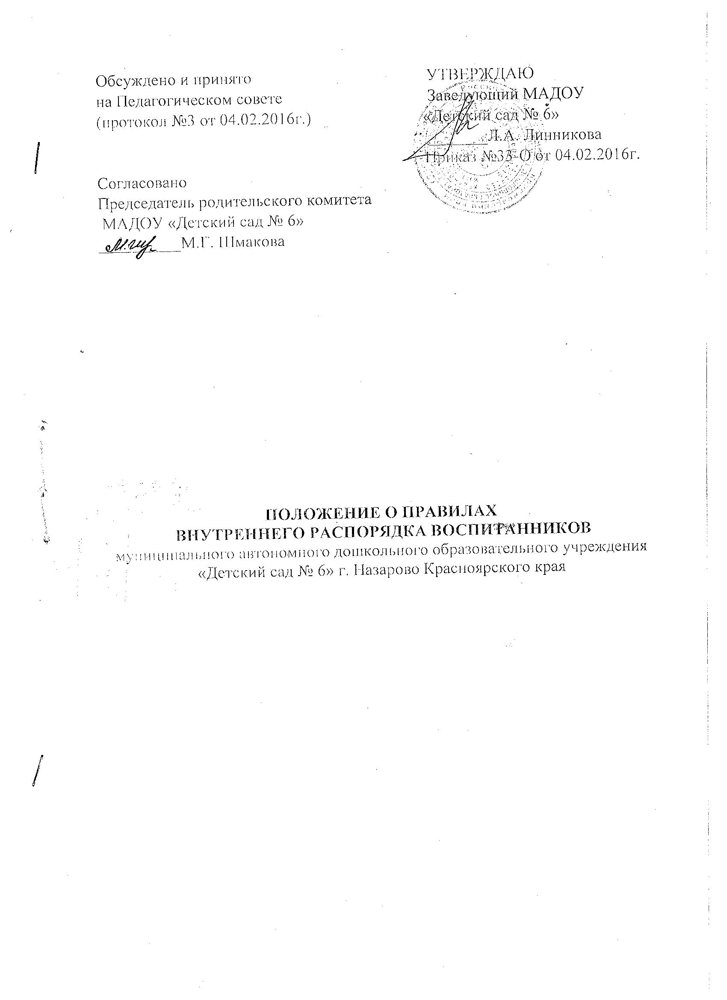 Обсуждено и принято
на Педагогическом совете
(протокол №3 от 04.02.2016г.)
УТВЕРЖДАЮ
Заведующий МАДОУ
«Детский сад № 6»
Л.А. Линникова
Приказ №33-О от 04.02.2016г.
Согласовано
Председатель родительского комитета
МАДОУ «Детский сад № 6»
М.Г. Шмакова
ПОЛОЖЕНИЕ О ПРАВИЛАХ
ВНУТРЕННЕГО РАСПОРЯДКА ВОСПИТАННИКОВ
муниципального автономного дошкольного образовательного учреждения
«Детский сад № 6» г. Назарово Красноярского края